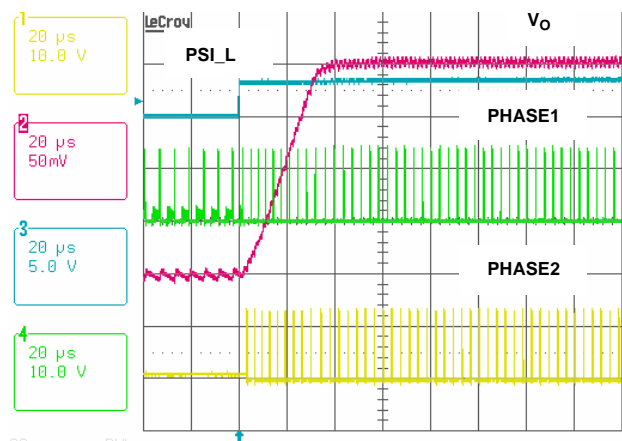 1
20 µs
10.0 V
2
20 µs
50mV
3
20 µs
5.0 V
4
20 µs
10.0 V
LeCroy
PSI_L
VO
PHASE1
PHASE2